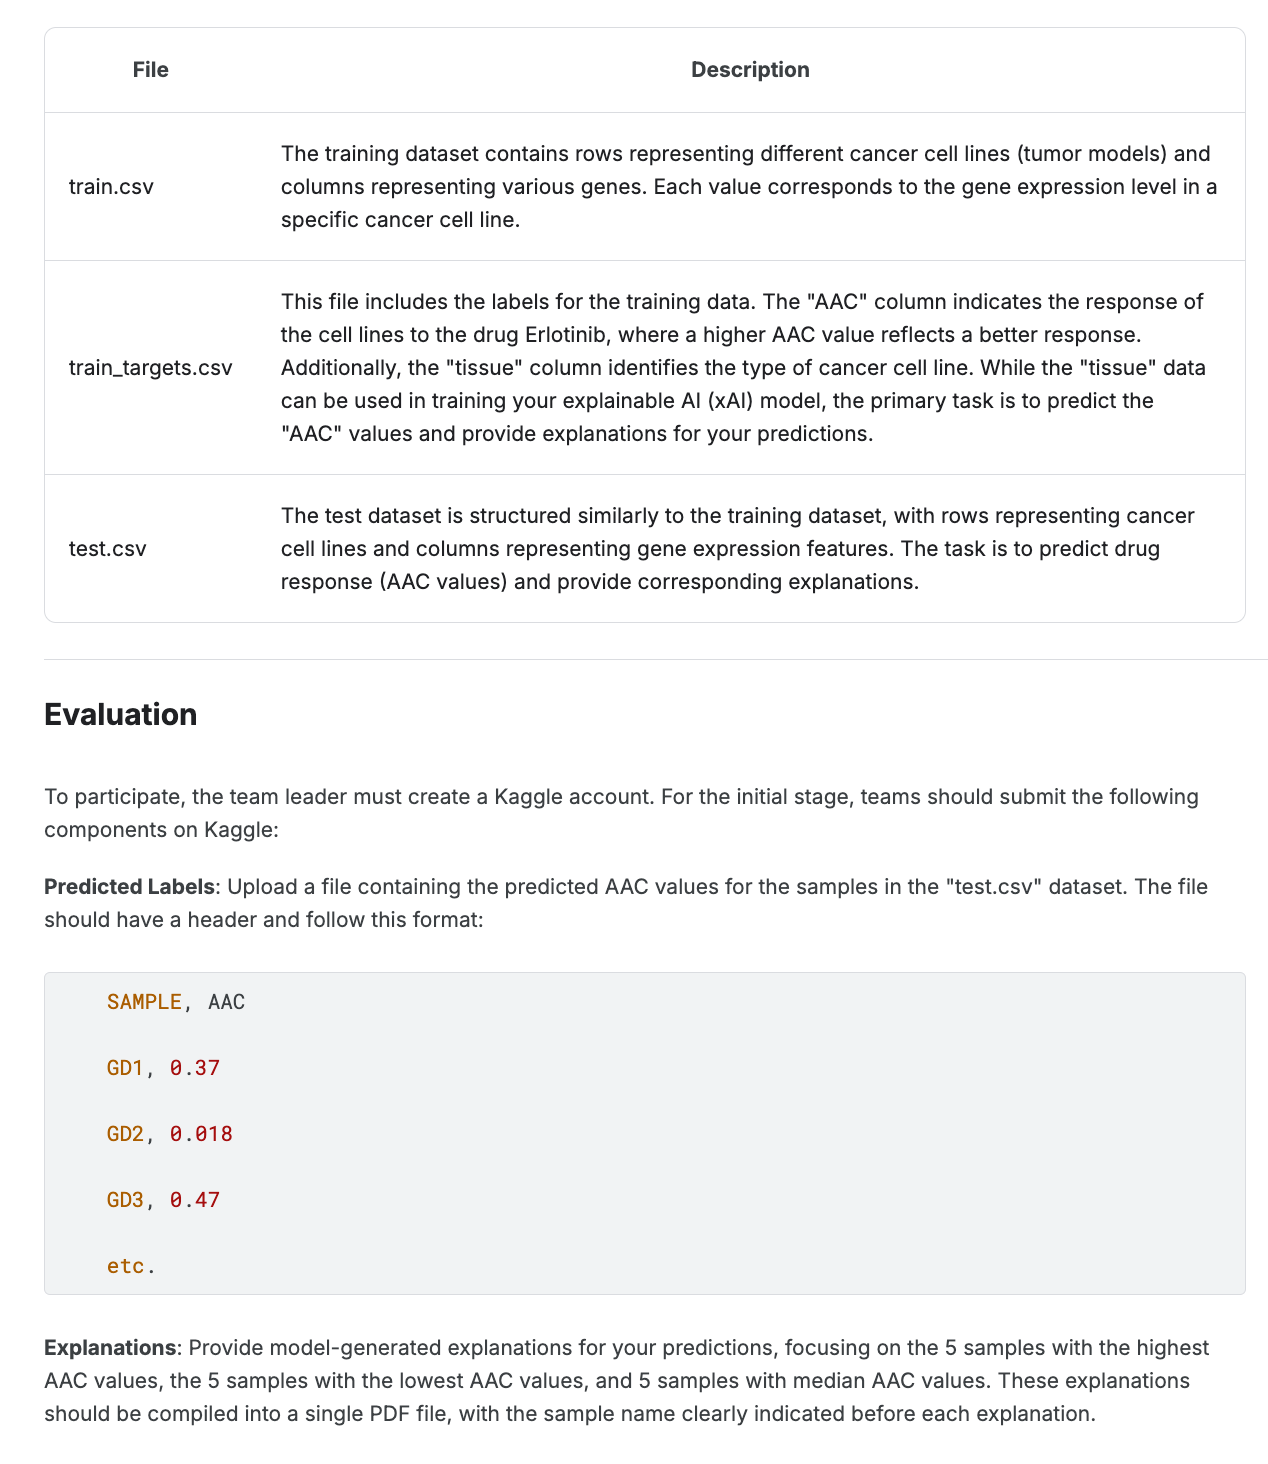 File Description
The training dataset contains rows representing different cancer cell lines (tumor models) and
train.csv columns representing various genes. Each value corresponds to the gene expression level in a
specific cancer cell line.
This file includes the labels for the training data. The "AAC" column indicates the response of
the cell lines to the drug Erlotinib, where a higher AAC value reflects a better response.
train_targets.csv Additionally, the "tissue" column identifies the type of cancer cell line. While the "tissue" data
can be used in training your explainable AI (xAI) model, the primary task is to predict the
"AAC" values and provide explanations for your predictions.
The test dataset is structured similarly to the training dataset, with rows representing cancer
test.csv cell lines and columns representing gene expression features. The task is to predict drug
response (AAC values) and provide corresponding explanations.
Evaluation
To participate, the team leader must create a Kaggle account. For the initial stage, teams should submit the following
components on Kaggle:
Predicted Labels: Upload a file containing the predicted AAC values for the samples in the "test.csv" dataset. The file
should have a header and follow this format:
SAMPLE, AAC
GD1, 0.37
GD2, 0.018
GD3, 0.47
etc.
Explanations: Provide model-generated explanations for your predictions, focusing on the 5 samples with the highest
AAC values, the 5 samples with the lowest AAC values, and 5 samples with median AAC values. These explanations
should be compiled into a single PDF file, with the sample name clearly indicated before each explanation.